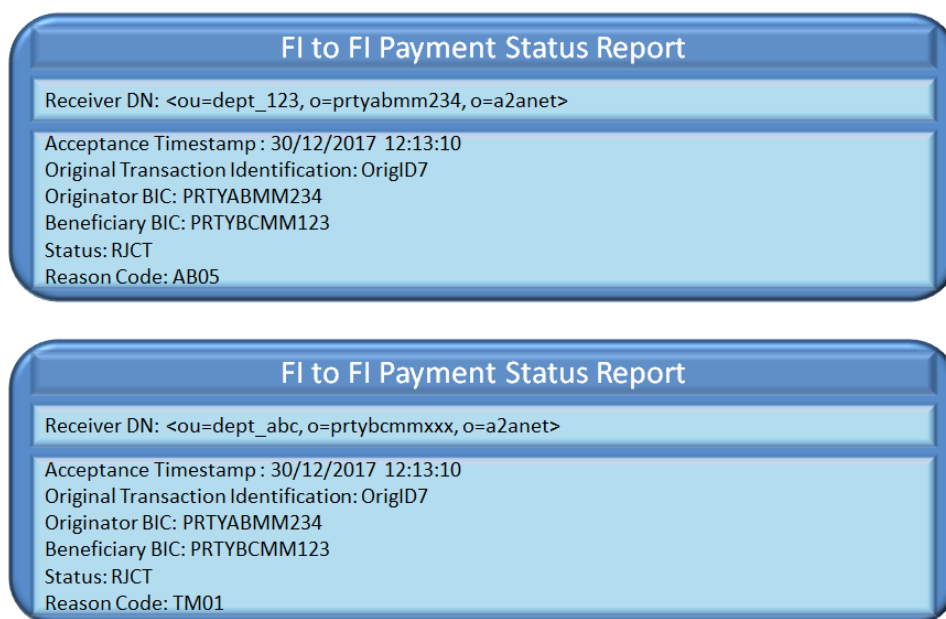 FI to FI Payment Status Report
Receiver DN: <ou=dept_123, o=prtyabmm234, o=a2anet>
Acceptance Timestamp : 30/12/2017 12:13:10
Original Transaction Identification: OrigID7
Originator BIC: PRTYABMM234
Beneficiary BIC: PRTYBCMM123
Status: RJCT
Reason Code: AB05
FI to FI Payment Status Report
Receiver DN: <ou=dept_abc, o=prtybcmmxxx, o=a2anet>
Acceptance Timestamp : 30/12/2017 12:13:10
Original Transaction Identification: OrigID7
Originator BIC: PRTYABMM234
Beneficiary BIC: PRTYBCMM123
Status: RJCT
Reason Code: TM01